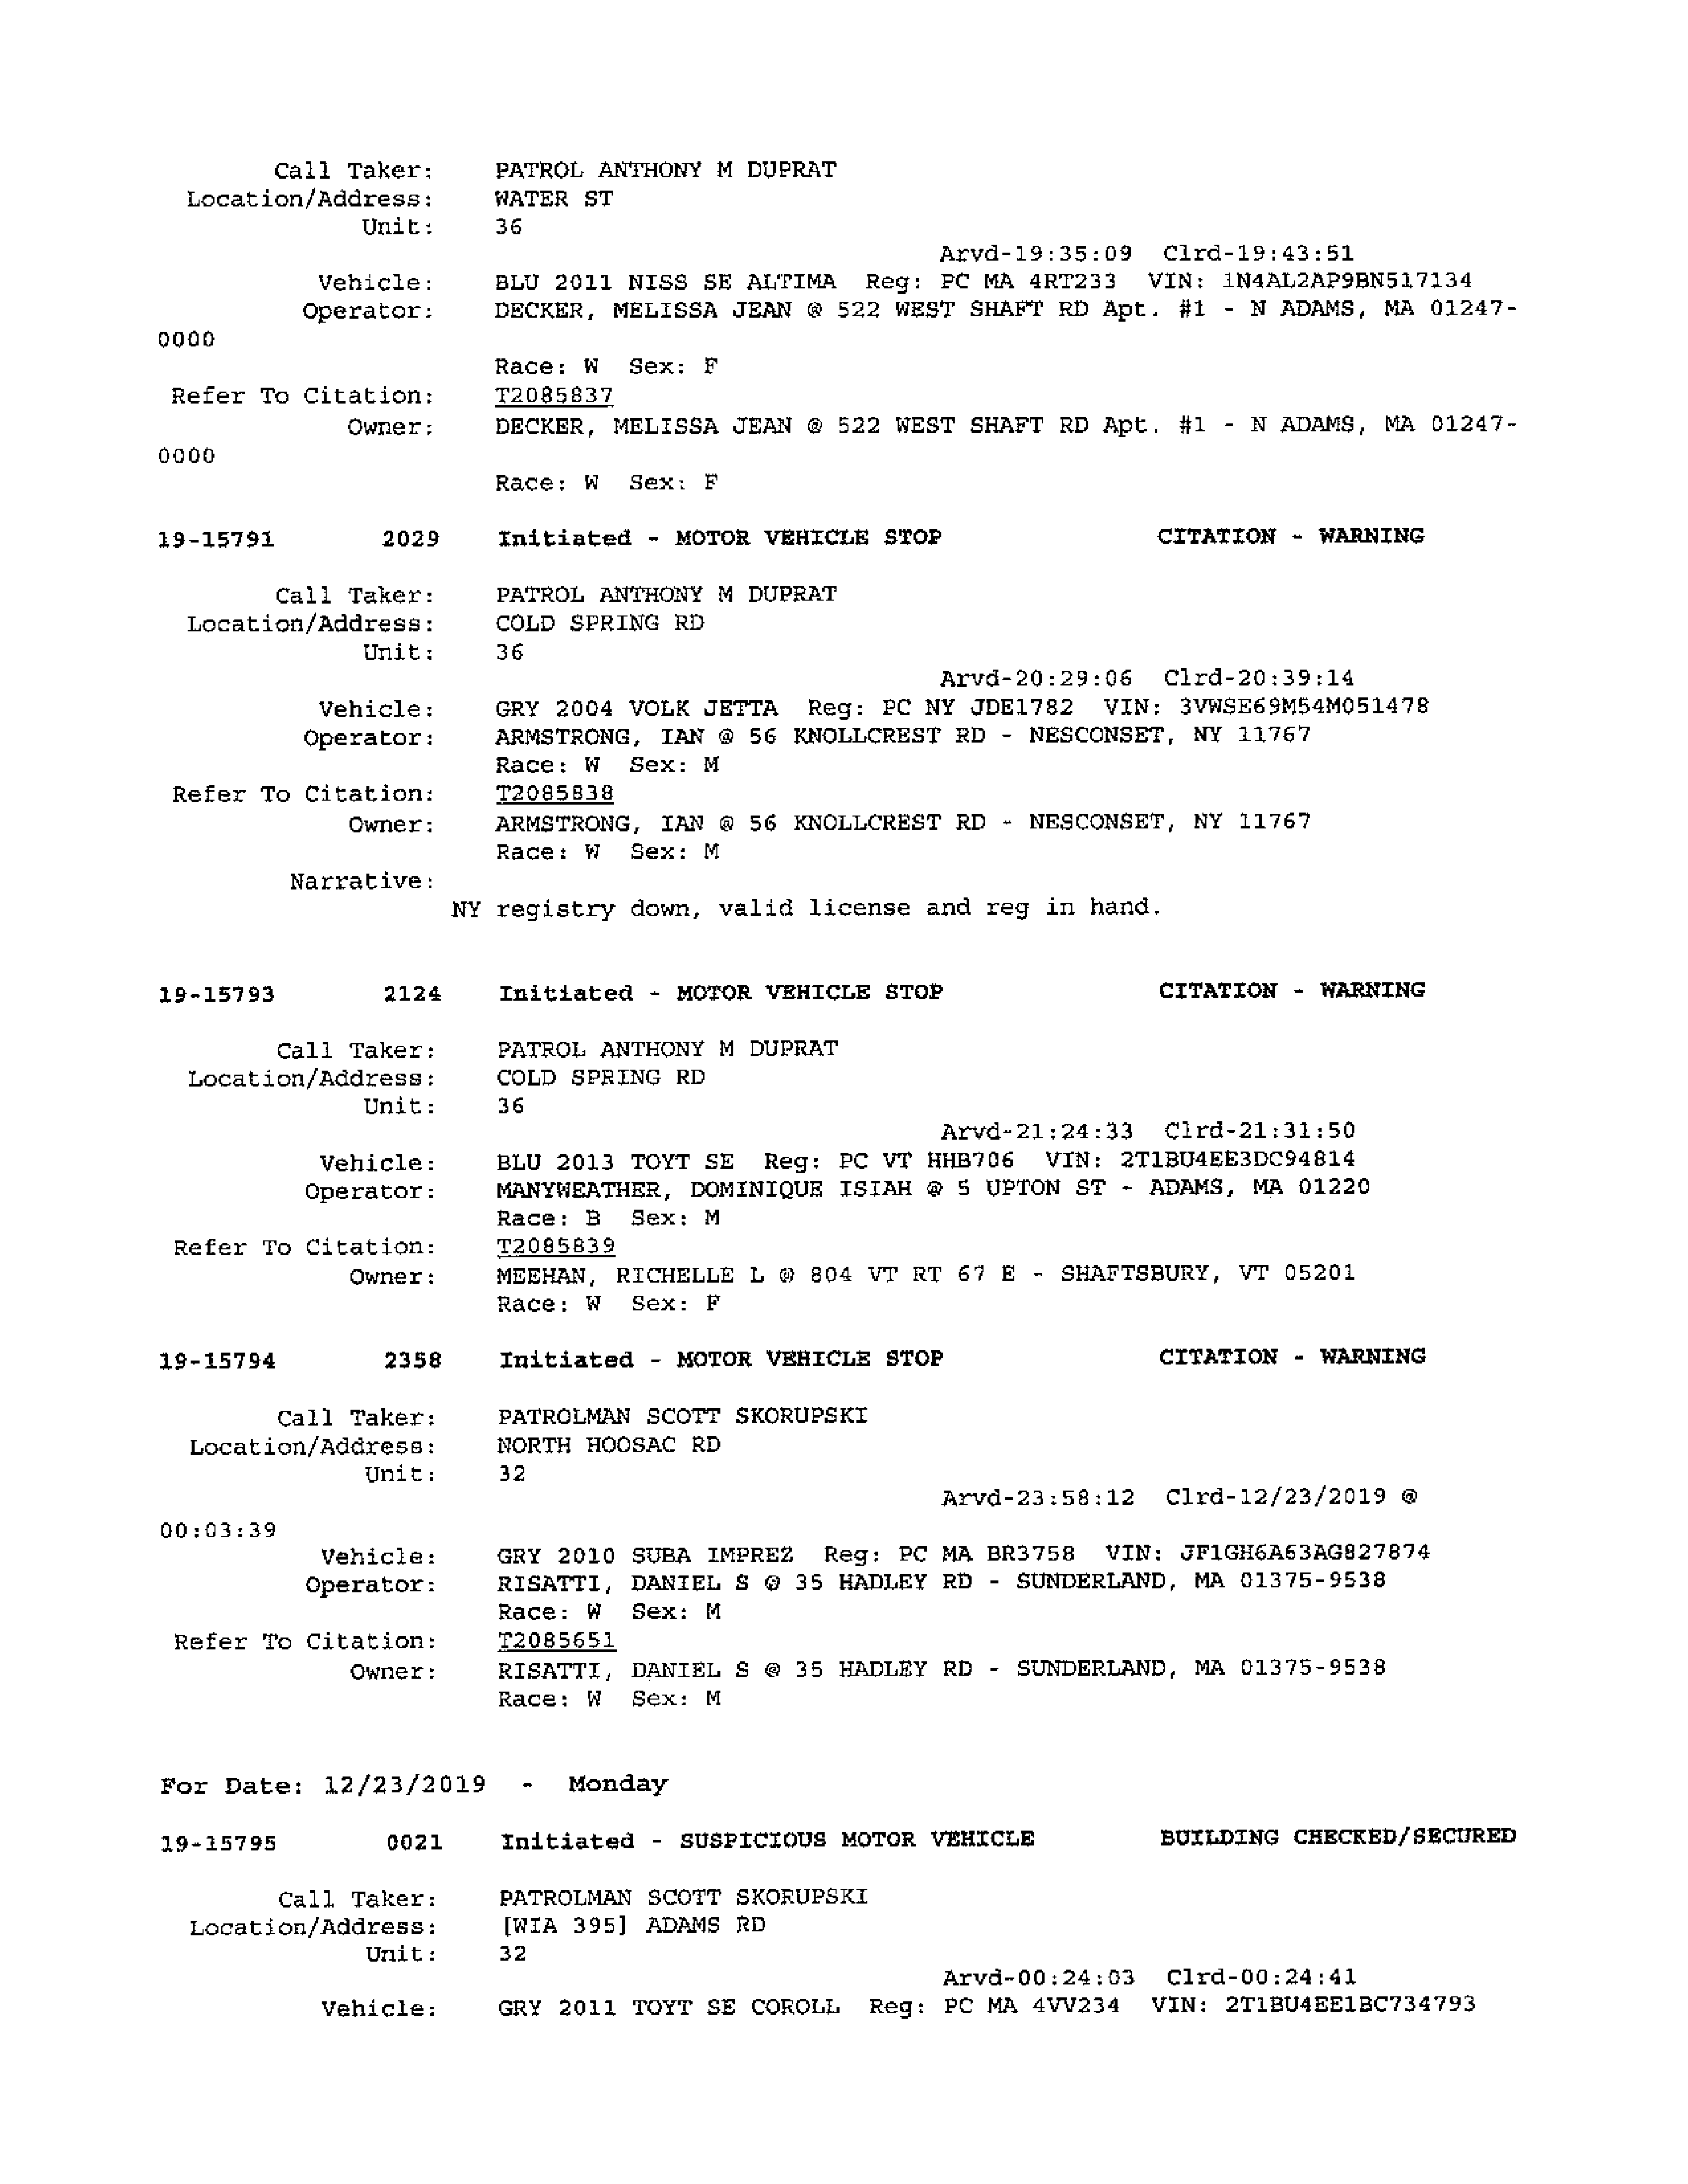 Call Taker: PATROL ANTHONY M DUPRAT
Location/Address: WATER ST
Unit: 36
Arvd-19:35:09 Clrd-19:43:51
Vehicle: BLU 2011 NISS SE ALTIMA Reg: PC MA 4RT233 VIN: 1N4AL2AP9BN517134
Operator: DECKER, MELISSA JEAN @ 522 WEST SHAFT RD Apt. #1 - N ADAMS, MA 01247-
0000
Race: W Sex: F
Refer To Citation: T2085837
Owner: DECKER, MELISSA JEAN @ 522 WEST SHAFT RD Apt. #1 - N ADAMS, MA 01247-
0000
Race: W Sex: F
19-15791 2029 Initiated - MOTOR VEHICLE STOP CITATION - WARNING
Call Taker: PATROL ANTHONY M DUPRAT
Location/Address: COLD SPRING RD
Unit: 36
Arvd-20:29:06 Clrd-20:39:14
Vehicle: GRY 2004 VOLK JETTA Reg: PC NY JDE1782 VIN: 3VWSE69M54M051478
Operator: ARMSTRONG, IAN @ 56 KNOLLCREST RD - NESCONSET, NY 11767
Race: W Sex: M
Refer To Citation: T2085838
Owner: ARMSTRONG, IAN @ 56 KNOLLCREST RD - NESCONSET, NY 11767
Race: W Sex: M
Narrative:
NY registry down, valid license and reg in hand.
19-15793 2124 Initiated - MOTOR VEHICLE STOP CITATION - WARNING
Call Taker: PATROL ANTHONY M DUPRAT
Location/Address: COLD SPRING RD
Unit: 36
Arvd-21:24:33 Clrd-21:31:50
Vehicle: BLU 2013 TOYT SE Reg: PC VT HHB706 VIN: 2T1BU4EE3DC94814
Operator: MANYWEATHER, DOMINIQUE ISIAH @ 5 UPTON ST - ADAMS, MA 01220
Race: B Sex: M
Refer To Citation: T2085839
Owner: MEEHAN, RICHELLE L @ 804 VT RT 67 E - SHAFTSBURY, VT 05201
Race: W Sex: F
19-15794 2358 Initiated - MOTOR VEHICLE STOP CITATION - WARNING
Call Taker: PATROLMAN SCOTT SKORUPSKI
Location/Address: NORTH HOOSAC RD
Unit: 32
Arvd-23:58:12 Clrd-12/23/2019 @
00:03:39
Vehicle: GRY 2010 SUBA IMPREZ Reg: PC MA BR3758 VIN: JF1GH6A63AG827874
Operator: RISATTI, DANIEL S @ 35 HADLEY RD - SUNDERLAND, MA 01375-9538
Race: W Sex: M
Refer To Citation: T2085651
Owner: RISATTI, DANIEL S @ 35 HADLEY RD - SUNDERLAND, MA 01375-9538
Race: W Sex: M
For Date: 12/23/2019 - Monday
19-15795 0021 Initiated - SUSPICIOUS MOTOR VEHICLE BUILDING CHECKED/SECURED
Call Taker: PATROLMAN SCOTT SKORUPSKI
Location/Address: [WIA 395] ADAMS RD
Unit: 32
Arvd-00:24:03 Clrd-00:24:41
Vehicle: GRY 2011 TOYT SE COROLL Reg: PC MA 4VV234 VIN: 2T1BU4EE1BC734793